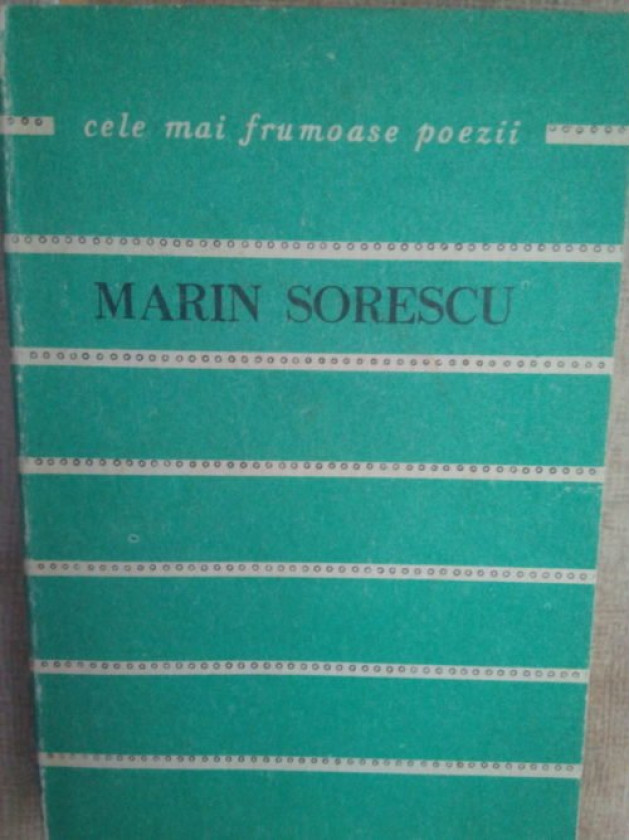 cele mai frumoase poezii
MARIN SORESCU